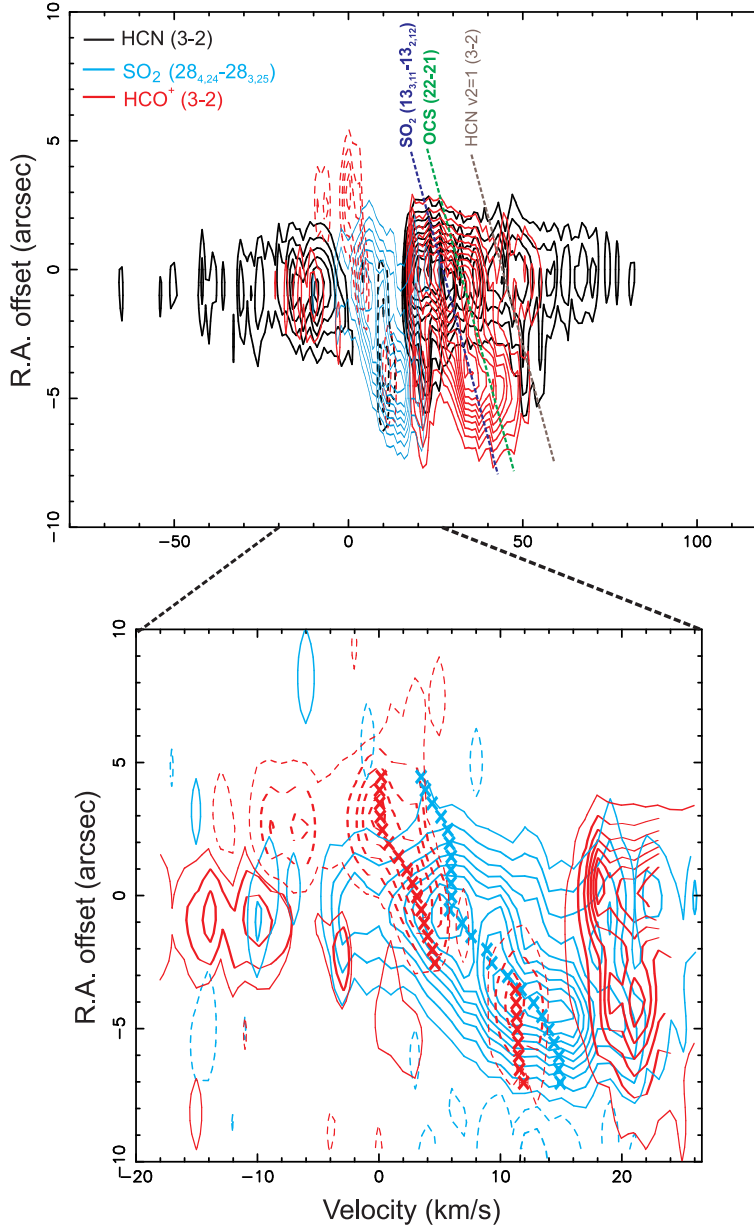 HCN (3-2)
SO₂ (28₄,₂₄-28₃,₂₅)
HCO⁺ (3-2)
SO₂ (13₃,₁₁-13₂,₁₂)
OCS (22-21)
HCN v2=1 (3-2)
R.A. offset (arcsec)
10
5
0
-5
-10
-50
0
50
100
R.A. offset (arcsec)
10
5
0
-5
-10
-20
-10
0
10
20
Velocity (km/s)